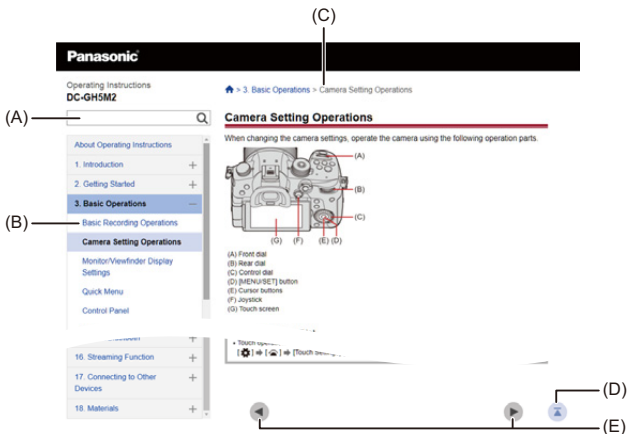 (C)
Panasonic
Operating Instructions
DC-GH5M2
> 3. Basic Operations > Camera Setting Operations
(A)
Camera Setting Operations
About Operating Instructions
When changing the camera settings, operate the camera using the following operation parts.
1. Introduction
(A)
2. Getting Started
3. Basic Operations
(B)
(B)
Basic Recording Operations
(C)
Camera Setting Operations
(G) (F) (E) (D)
Monitor/Viewfinder Display
Settings
(A) Front dial
(B) Rear dial
(C) Control dial
Quick Menu
(D) [MENU/SET] button
(E) Cursor buttons
Control Panel
(F) Joystick
(G) Touch screen
• Touch
16. Streaming Function
[Touch
17. Connecting to Other
Devices
(D)
18. Materials
(E)